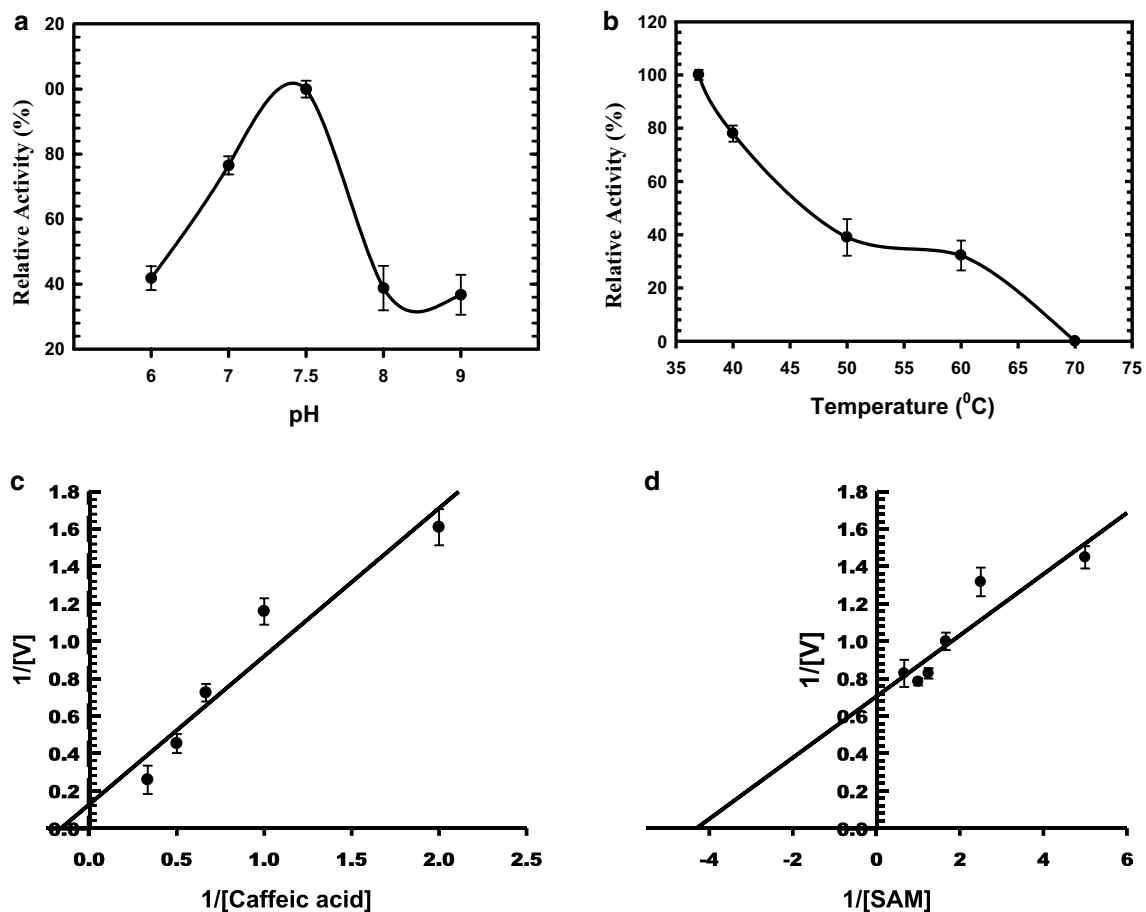 a
20
00
80
60
40
20
Relative Activity (%)
6 7 7.5 8 9
pH
b
120
100
80
60
40
20
0
Relative Activity (%)
35 40 45 50 55 60 65 70 75
Temperature (⁰C)
c
1.8
1.6
1.4
1.2
1.0
0.8
0.6
0.4
0.2
0.0
1/[V]
0.0 0.5 1.0 1.5 2.0 2.5
1/[Caffeic acid]
d
1.8
1.6
1.4
1.2
1.0
0.8
0.6
0.4
0.2
0.0
1/[V]
-4 -2 0 2 4 6
1/[SAM]